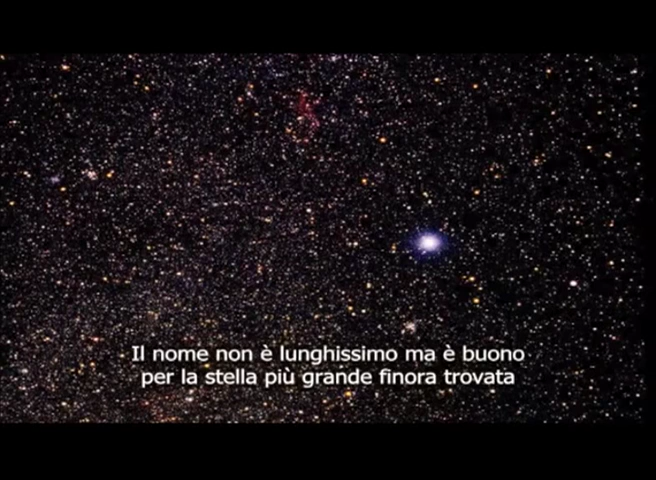 Il nome non è lunghissimo ma è buono
per la stella più grande finora trovata